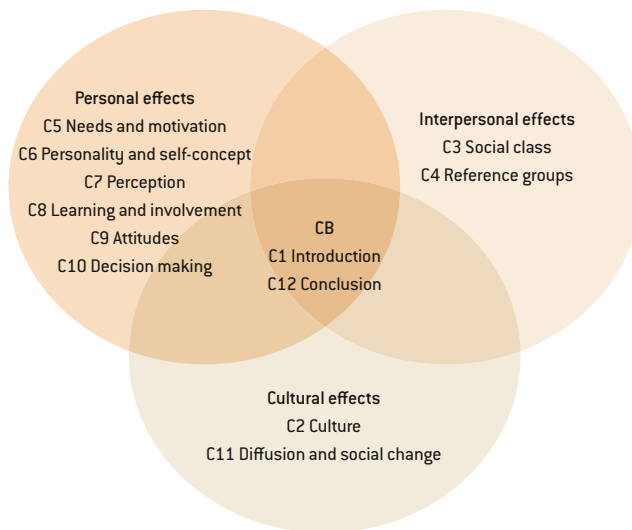 Personal effects
C5 Needs and motivation
C6 Personality and self-concept
C7 Perception
C8 Learning and involvement
C9 Attitudes
C10 Decision making
Interpersonal effects
C3 Social class
C4 Reference groups
CB
C1 Introduction
C12 Conclusion
Cultural effects
C2 Culture
C11 Diffusion and social change